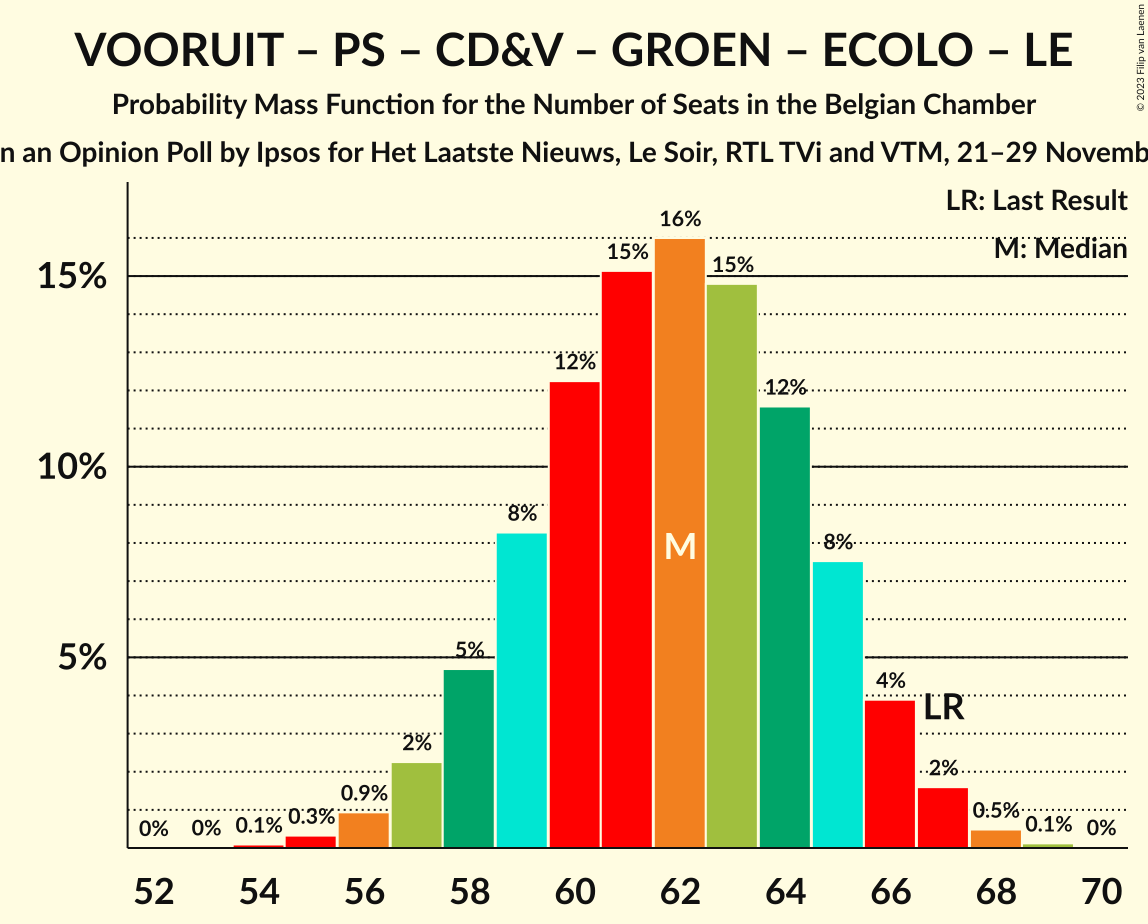 VOORUIT – PS – CD&V – GROEN – ECOLO – LE
Probability Mass Function for the Number of Seats in the Belgian Chamber
n an Opinion Poll by Ipsos for Het Laatste Nieuws, Le Soir, RTL TVi and VTM, 21–29 Novemb
© 2023 Filip van Laenen
LR: Last Result
M: Median
15%
10%
5%
0%
0%
0.1%
0.3%
0.9%
2%
5%
8%
12%
15%
16%
15%
12%
8%
4%
2%
0.5%
0.1%
0%
M
LR
52 54 56 58 60 62 64 66 68 70